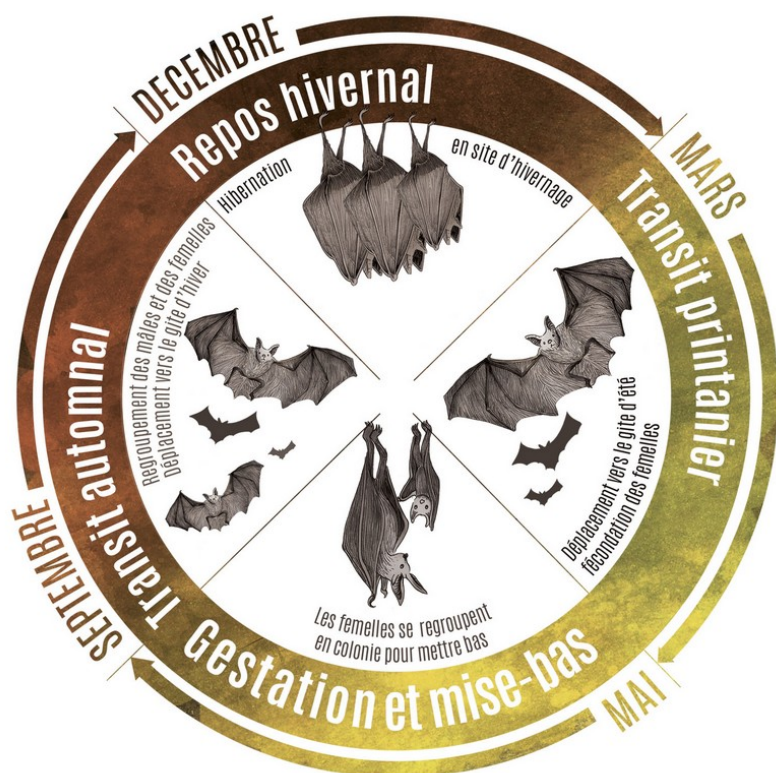 DECEMBRE
Repos hivernal
Hibernation
en site d'hivernage
MARS
Transit printanier
Déplacement vers le gite d'été
fécondation des femelles
MAI
Gestation et mise-bas
Les femelles se regroupent
en colonie pour mettre bas
SEPTEMBRE
Transit automnal
Regroupement des mâles et des femelles
Déplacement vers le gite d'hiver